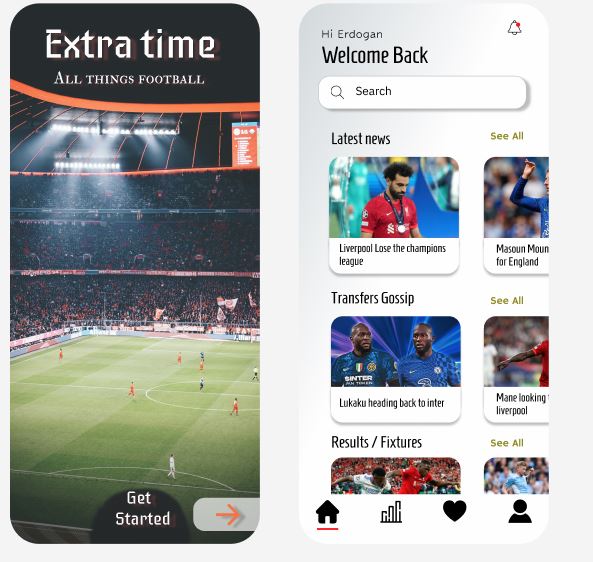 Extra time
All things football
Get
Started
Hi Erdogan
Welcome Back
Search
Latest news
See All
Liverpool Lose the champions
league
Masoun Moun
for England
Transfers Gossip
See All
INTER
Lukaku heading back to inter
Mane looking
liverpool
Results / Fixtures
See All